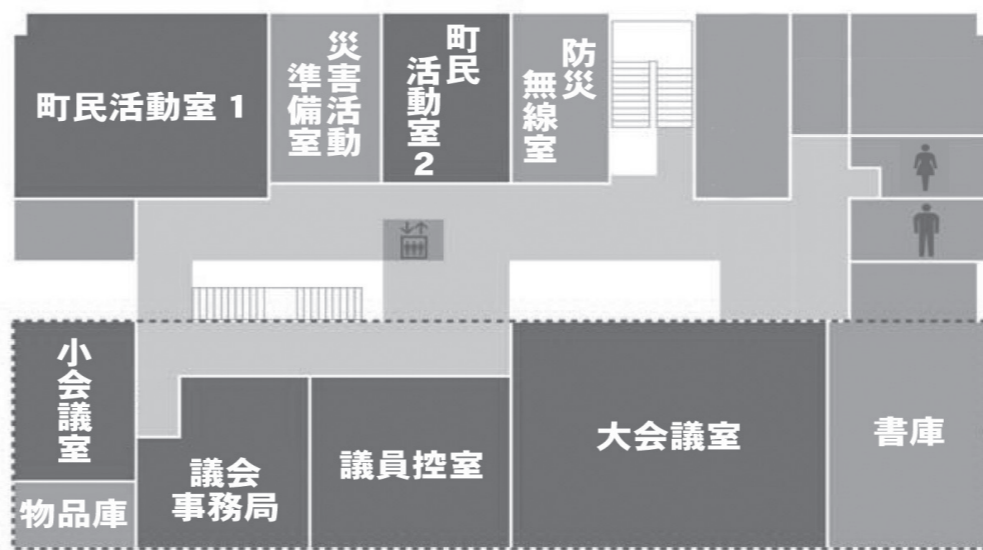 町民活動室 1
災害活動
準備室
町民
活動室2
防災
無線室
小会議室
物品庫
議会
事務局
議員控室
大会議室
書庫